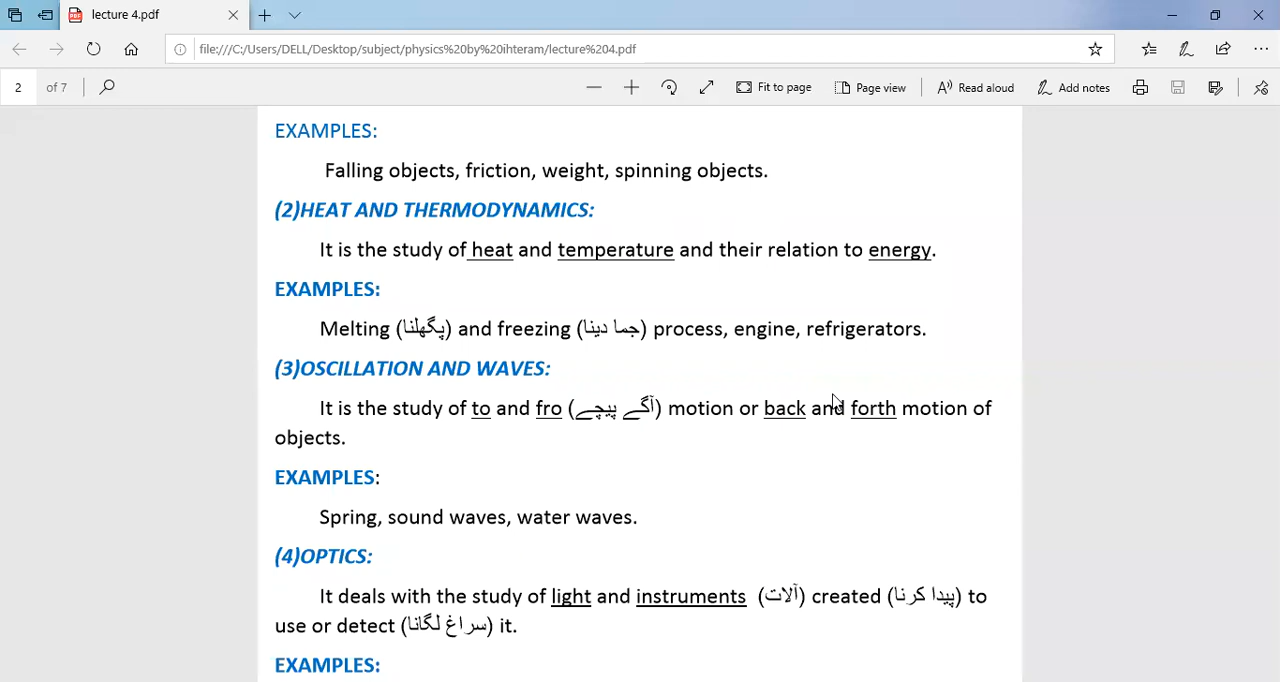 lecture 4.pdf
file:///C:/Users/DELL/Desktop/subject/physics%20by%20ihteram/lecture%204.pdf
2 of 7 Fit to page Page view Read aloud Add notes
EXAMPLES:
Falling objects, friction, weight, spinning objects.
(2)HEAT AND THERMODYNAMICS:
It is the study of heat and temperature and their relation to energy.
EXAMPLES:
Melting (پگھلنا) and freezing (جما دینا) process, engine, refrigerators.
(3)OSCILLATION AND WAVES:
It is the study of to and fro (آگے پیچے) motion or back and forth motion of
objects.
EXAMPLES:
Spring, sound waves, water waves.
(4)OPTICS:
It deals with the study of light and instruments (آلات) created (پیدا کرنا) to
use or detect (سراغ لگانا) it.
EXAMPLES: